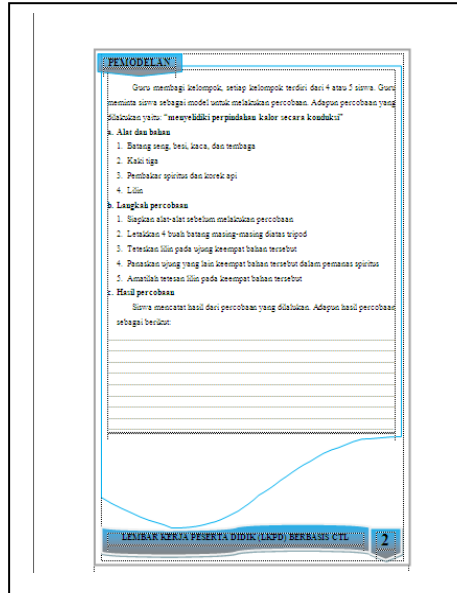 PEMODELAN
Guru membagi kelompok, setiap kelompok terdiri dari 4 atau 5 siswa. Guru
meminta siswa sebagai model untuk melakukan percobaan. Adapun percobaan yang
dilakukan yaitu: "menyelidiki perpindahan kalor secara konduksi"
a. Alat dan bahan
1. Batang seng, besi, kaca, dan tembaga
2. Kaki tiga
3. Pembakar spiritus dan korek api
4. Lilin
b. Langkah percobaan
1. Siapkan alat-alat sebelum melakukan percobaan
2. Letakkan 4 buah batang masing-masing diatas tripod
3. Teteskan lilin pada ujung keempat bahan tersebut
4. Panaskan ujung yang lain keempat bahan tersebut dalam pemanas spiritus
5. Amatilah tetesan lilin pada keempat bahan tersebut
c. Hasil percobaan
Siswa mencatat hasil dari percobaan yang dilakukan. Adapun hasil percobaan
sebagai berikut:
LEMBAR KERJA PESERTA DIDIK (LKPD) BERBASIS CTL
2